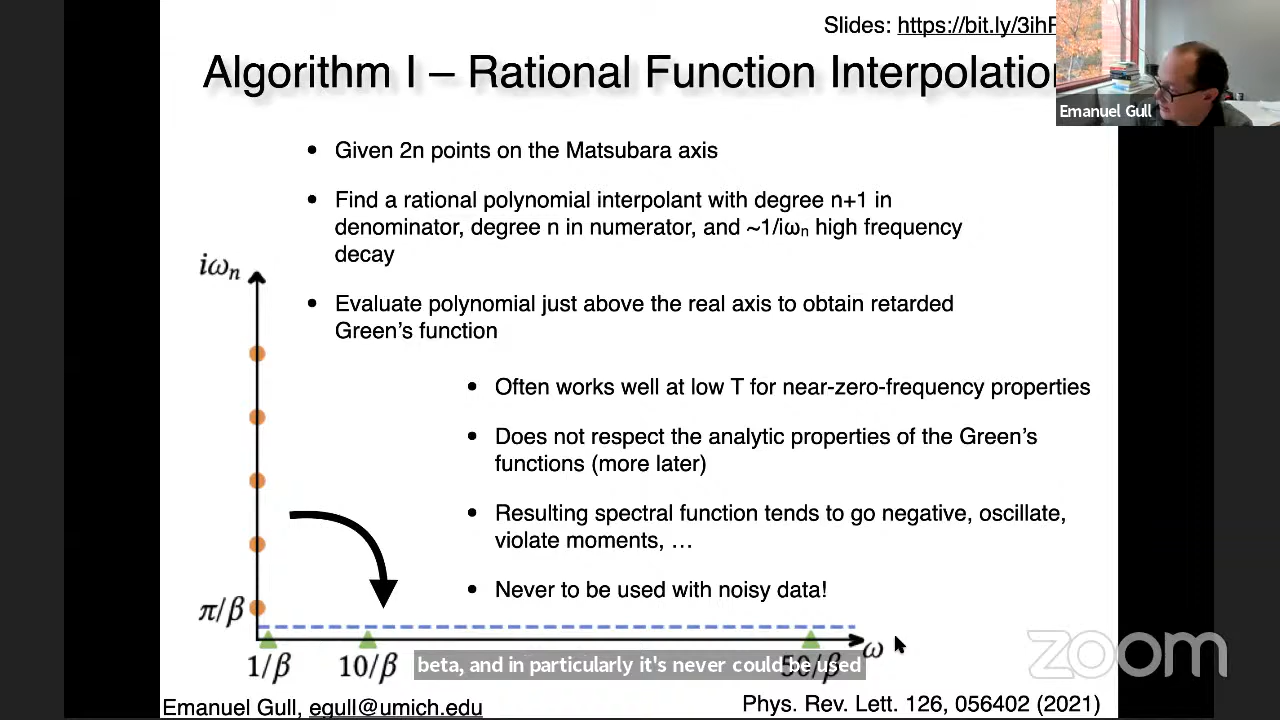 Slides: https://bit.ly/3ihF
Algorithm I – Rational Function Interpolation
Emanuel Gull
• Given 2n points on the Matsubara axis
• Find a rational polynomial interpolant with degree n+1 in
denominator, degree n in numerator, and ~1/iωₙ high frequency
decay
iωₙ
• Evaluate polynomial just above the real axis to obtain retarded
Green's function
• Often works well at low T for near-zero-frequency properties
• Does not respect the analytic properties of the Green's
functions (more later)
• Resulting spectral function tends to go negative, oscillate,
violate moments, …
• Never to be used with noisy data!
π/β
ω
1/β
10/β
50/β
beta, and in particularly it's never could be used
zoom
Emanuel Gull, egull@umich.edu
Phys. Rev. Lett. 126, 056402 (2021)